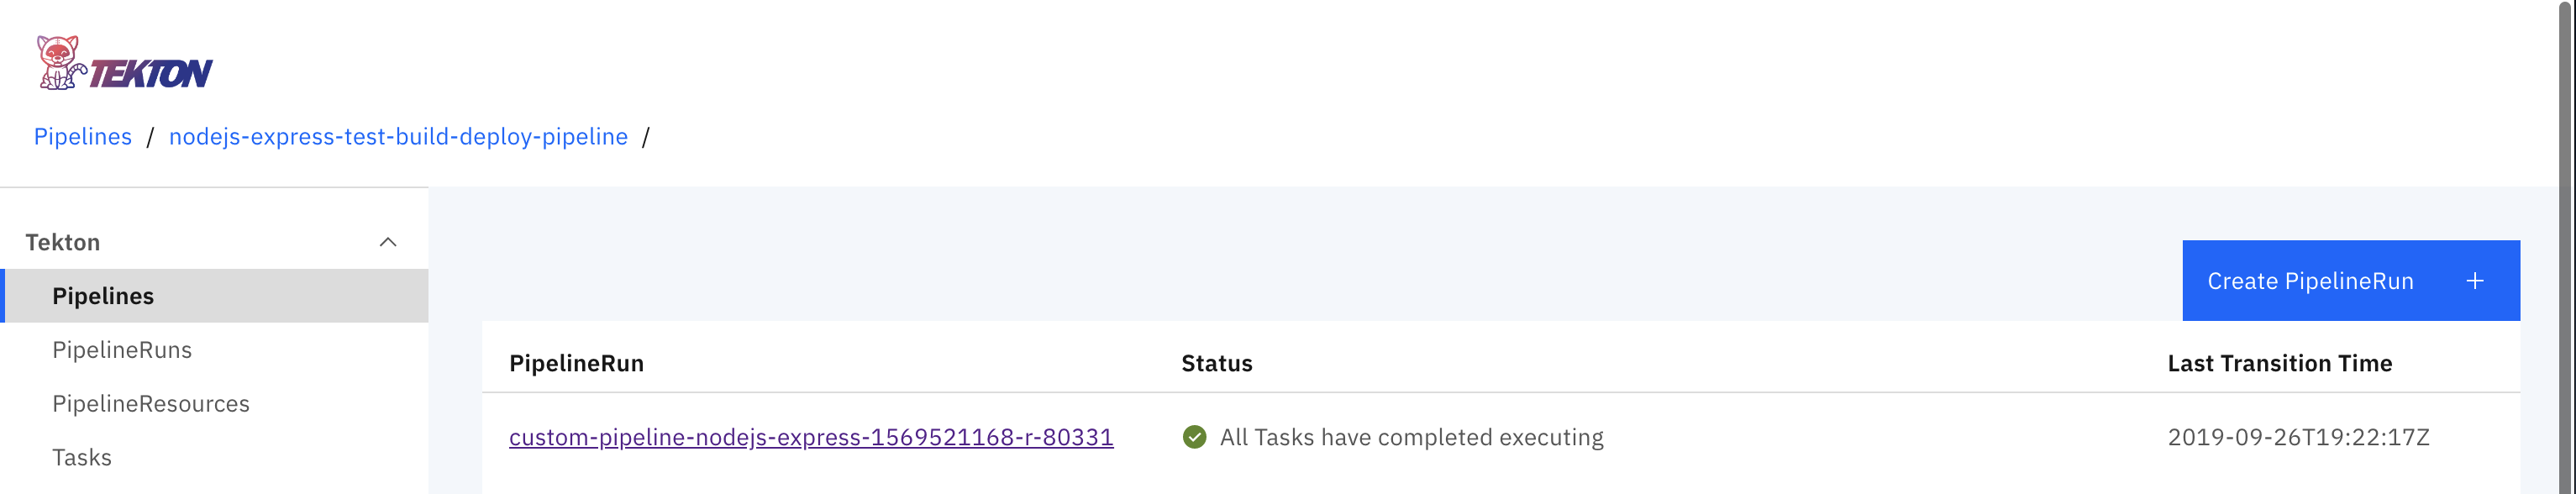 TEKTON
Pipelines / nodejs-express-test-build-deploy-pipeline /
Tekton
Pipelines
PipelineRuns
PipelineResources
Tasks
Create PipelineRun +
PipelineRun Status Last Transition Time
custom-pipeline-nodejs-express-1569521168-r-80331 All Tasks have completed executing 2019-09-26T19:22:17Z